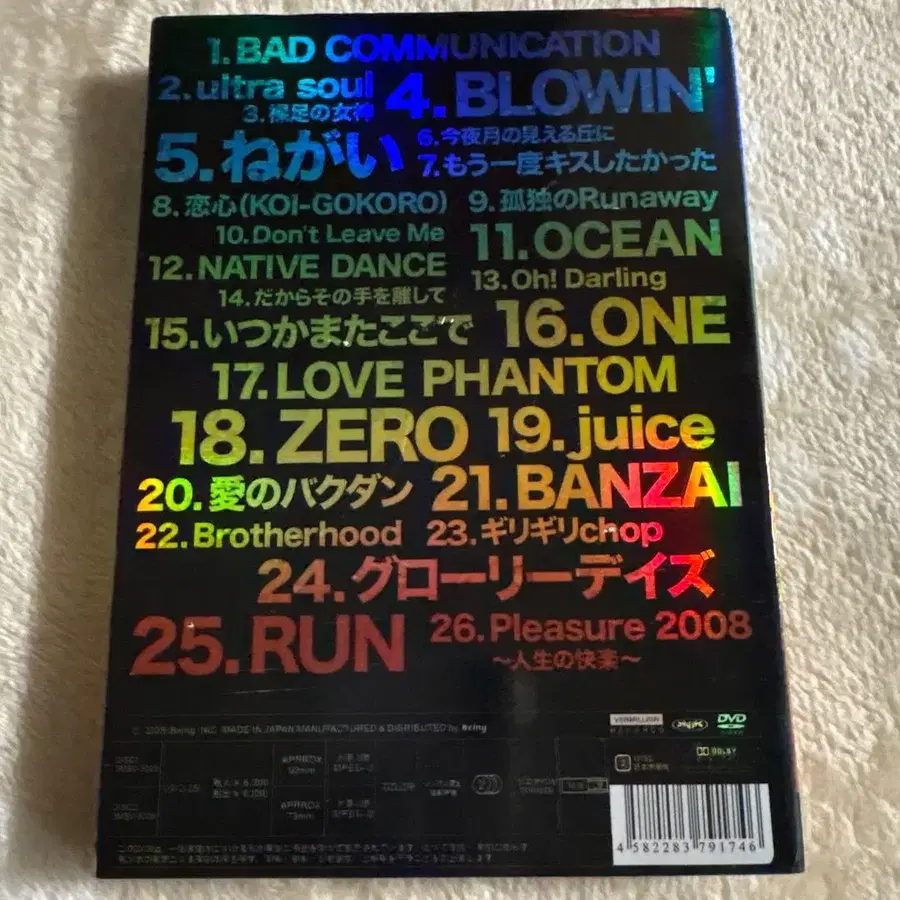 1. BAD COMMUNICATION
2. ultra soul
3. 裸足の女神
4. BLOWIN'
5. ねがい
6. 今夜月の見える丘に
7. もう一度キスしたかった
8. 恋心(KOI-GOKORO)
9. 孤独のRunaway
10. Don't Leave Me
11. OCEAN
12. NATIVE DANCE
13. Oh! Darling
14. だからその手を離して
15. いつかまたここで
16. ONE
17. LOVE PHANTOM
18. ZERO
19. juice
20. 愛のバクダン
21. BANZAI
22. Brotherhood
23. ギリギリchop
24. グローリーデイズ
25. RUN
26. Pleasure 2008
〜人生の快楽〜
Being INC. MADE IN JAPAN MANUFACTURED & DISTRIBUTED by Being
VERMILLION
RECORDS
DVD
DOLBY
4 582283 791746